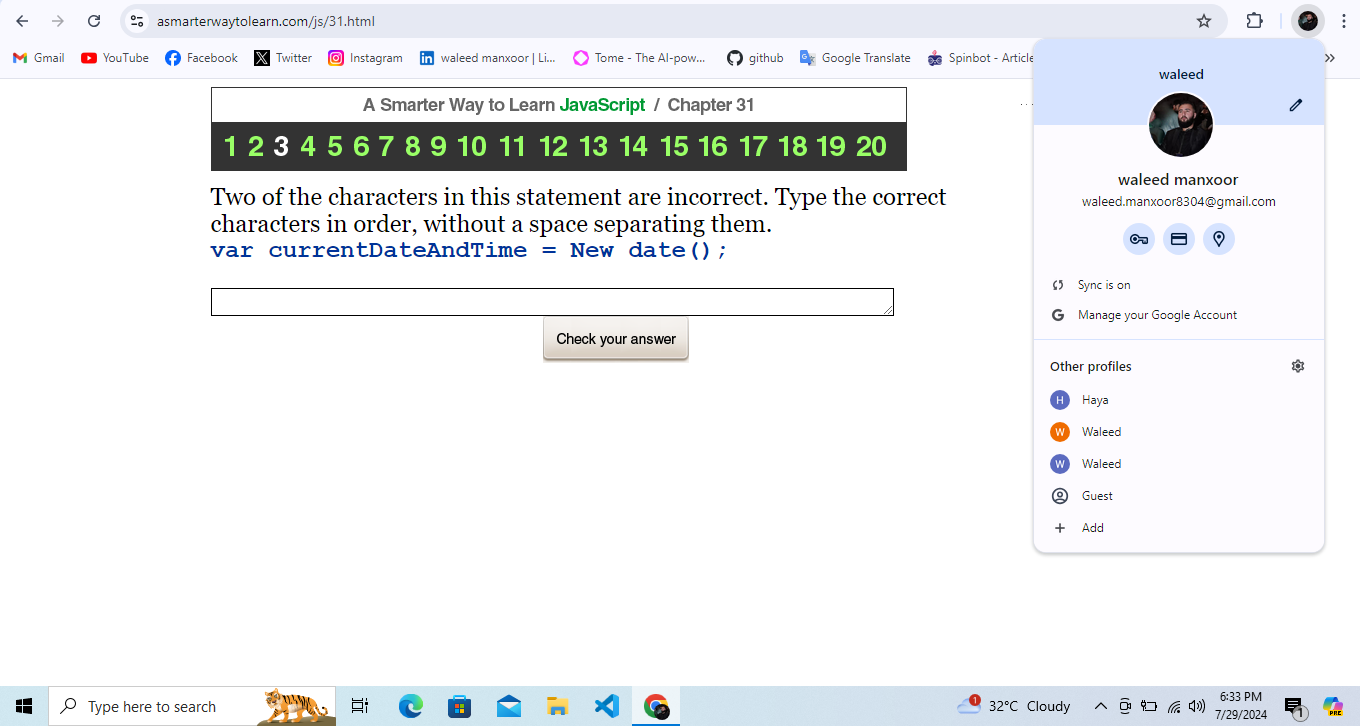 asmarterwaytolearn.com/js/31.html
Gmail YouTube Facebook Twitter Instagram waleed manxoor | Li... Tome - The AI-pow... github Google Translate Spinbot - Article
A Smarter Way to Learn JavaScript / Chapter 31
1 2 3 4 5 6 7 8 9 10 11 12 13 14 15 16 17 18 19 20
Two of the characters in this statement are incorrect. Type the correct
characters in order, without a space separating them.
var currentDateAndTime = New date();
Check your answer
waleed
waleed manxoor
waleed.manxoor8304@gmail.com
Sync is on
Manage your Google Account
Other profiles
H Haya
W Waleed
W Waleed
Guest
Add
Type here to search
1
32°C Cloudy
6:33 PM
7/29/2024
1
PRE